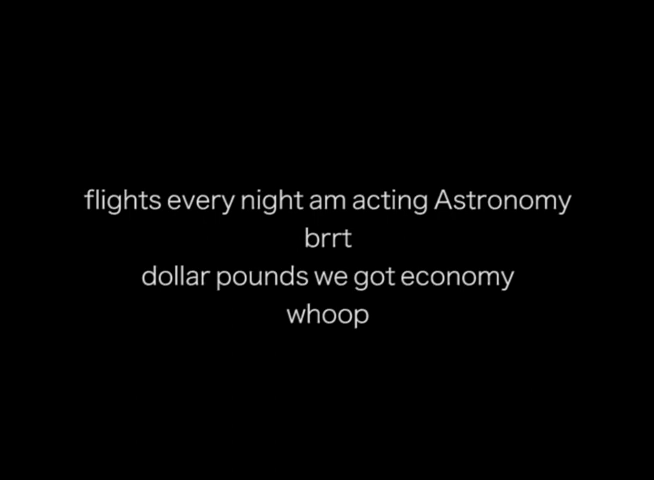 flights every night am acting Astronomy
brrt
dollar pounds we got economy
whoop